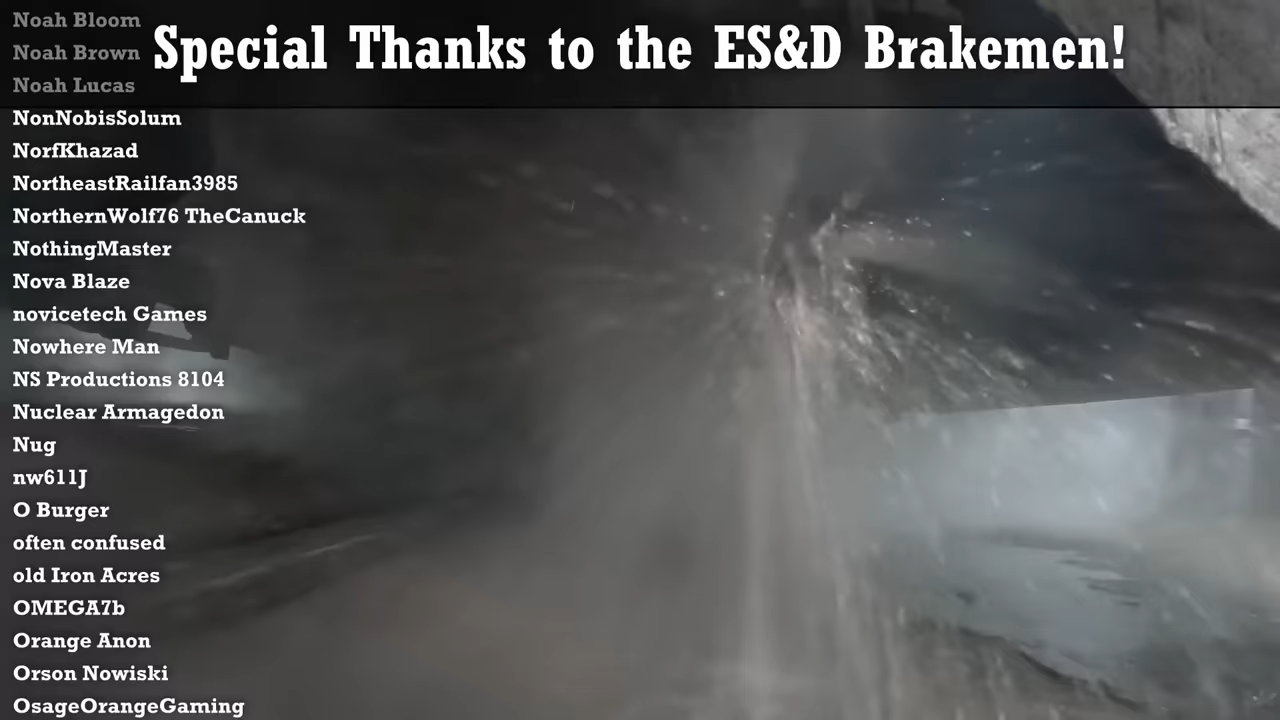 Special Thanks to the ES&D Brakemen!
Noah Bloom
Noah Brown
Noah Lucas
NonNobisSolum
NorfKhazad
NortheastRailfan3985
NorthernWolf76 TheCanuck
NothingMaster
Nova Blaze
novicetech Games
Nowhere Man
NS Productions 8104
Nuclear Armagedon
Nug
nw611J
O Burger
often confused
old Iron Acres
OMEGA7b
Orange Anon
Orson Nowiski
OsageOrangeGaming